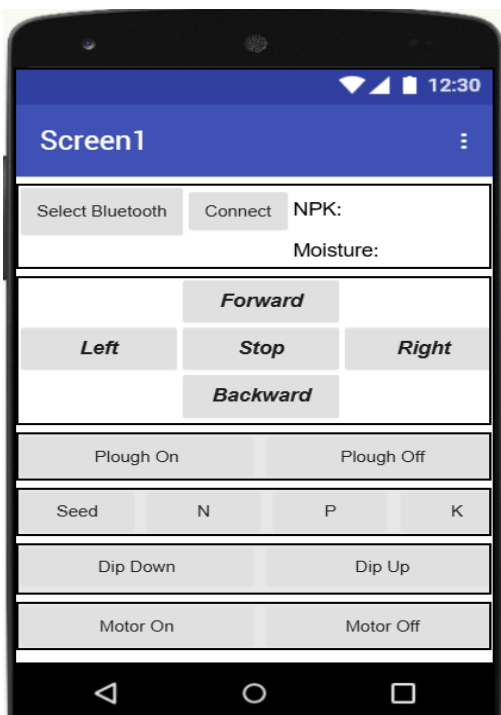 12:30
Screen1
Select Bluetooth Connect NPK:
Moisture:
Forward
Left Stop Right
Backward
Plough On Plough Off
Seed N P K
Dip Down Dip Up
Motor On Motor Off